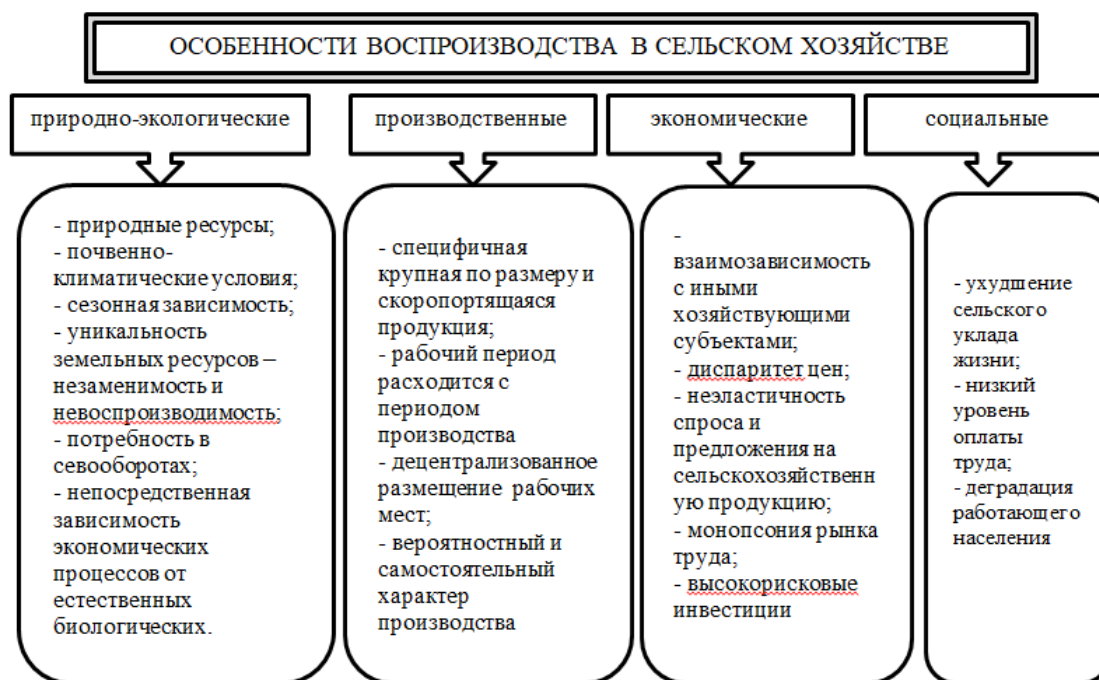 ОСОБЕННОСТИ ВОСПРОИЗВОДСТВА В СЕЛЬСКОМ ХОЗЯЙСТВЕ
природно-экологические
- природные ресурсы;
- почвенно-
климатические условия;
- сезонная зависимость;
- уникальность
земельных ресурсов –
незаменимость и
невоспроизводимость;
- потребность в
севооборотах;
- непосредственная
зависимость
экономических
процессов от
естественных
биологических.
производственные
- специфичная
крупная по размеру и
скоропортящаяся
продукция;
- рабочий период
расходится с
периодом
производства
- децентрализованное
размещение рабочих
мест;
- вероятностный и
самостоятельный
характер
производства
экономические
-
взаимозависимость
с иными
хозяйствующими
субъектами;
- диспаритет цен;
- неэластичность
спроса и
предложения на
сельскохозяйственн
ую продукцию;
- монопсония рынка
труда;
- высокорисковые
инвестиции
социальные
- ухудшение
сельского
уклада
жизни;
- низкий
уровень
оплаты
труда;
- деградация
работающего
населения